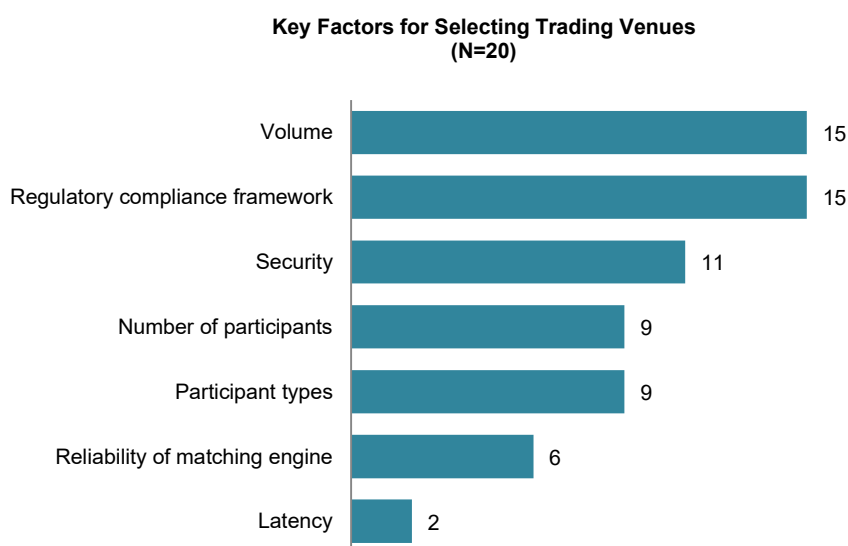 Key Factors for Selecting Trading Venues
(N=20)
Volume 15
Regulatory compliance framework 15
Security 11
Number of participants 9
Participant types 9
Reliability of matching engine 6
Latency 2